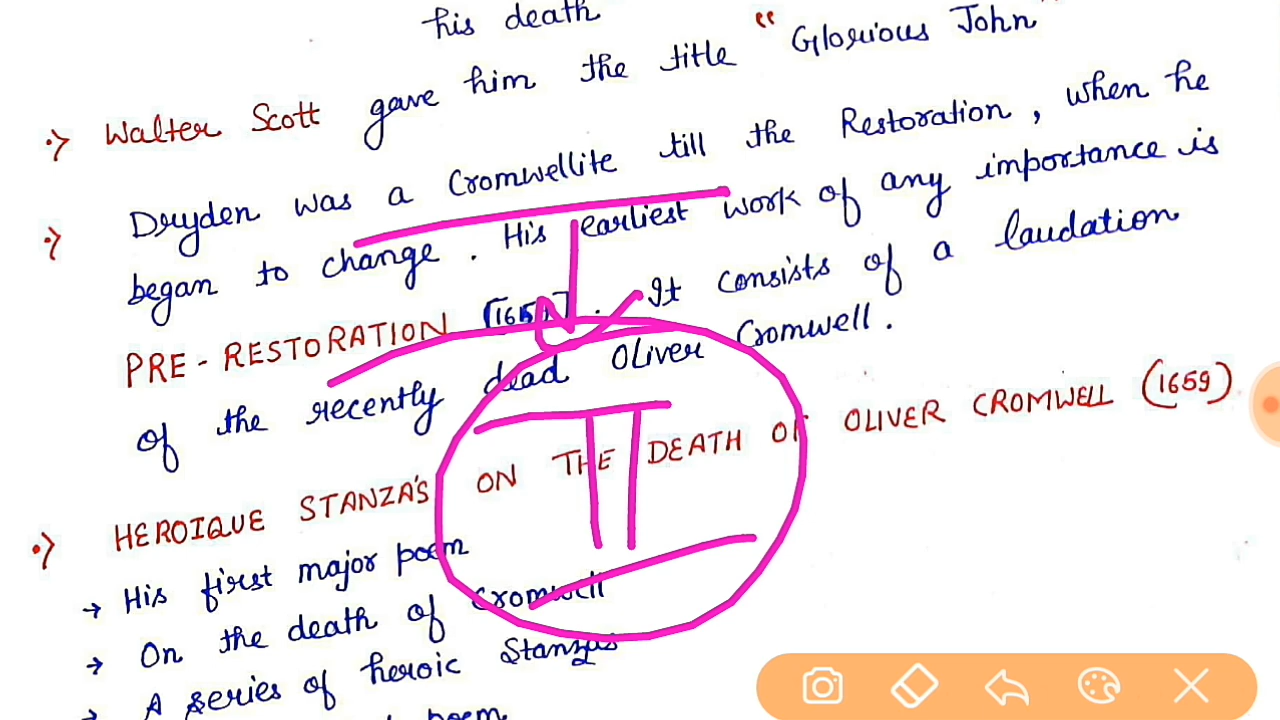 his death
:> Walter Scott gave him the title "Glorious John"
:> Dryden was a Cromwellite till the Restoration, when he
began to change. His earliest work of any importance is
PRE-RESTORATION. It consists of a laudation
of the recently dead Oliver Cromwell.
:> HEROIQUE STANZA'S ON THE DEATH OF OLIVER CROMWELL (1659)
→ His first major poem
→ On the death of Cromwell
→ A series of heroic Stanzas
poem